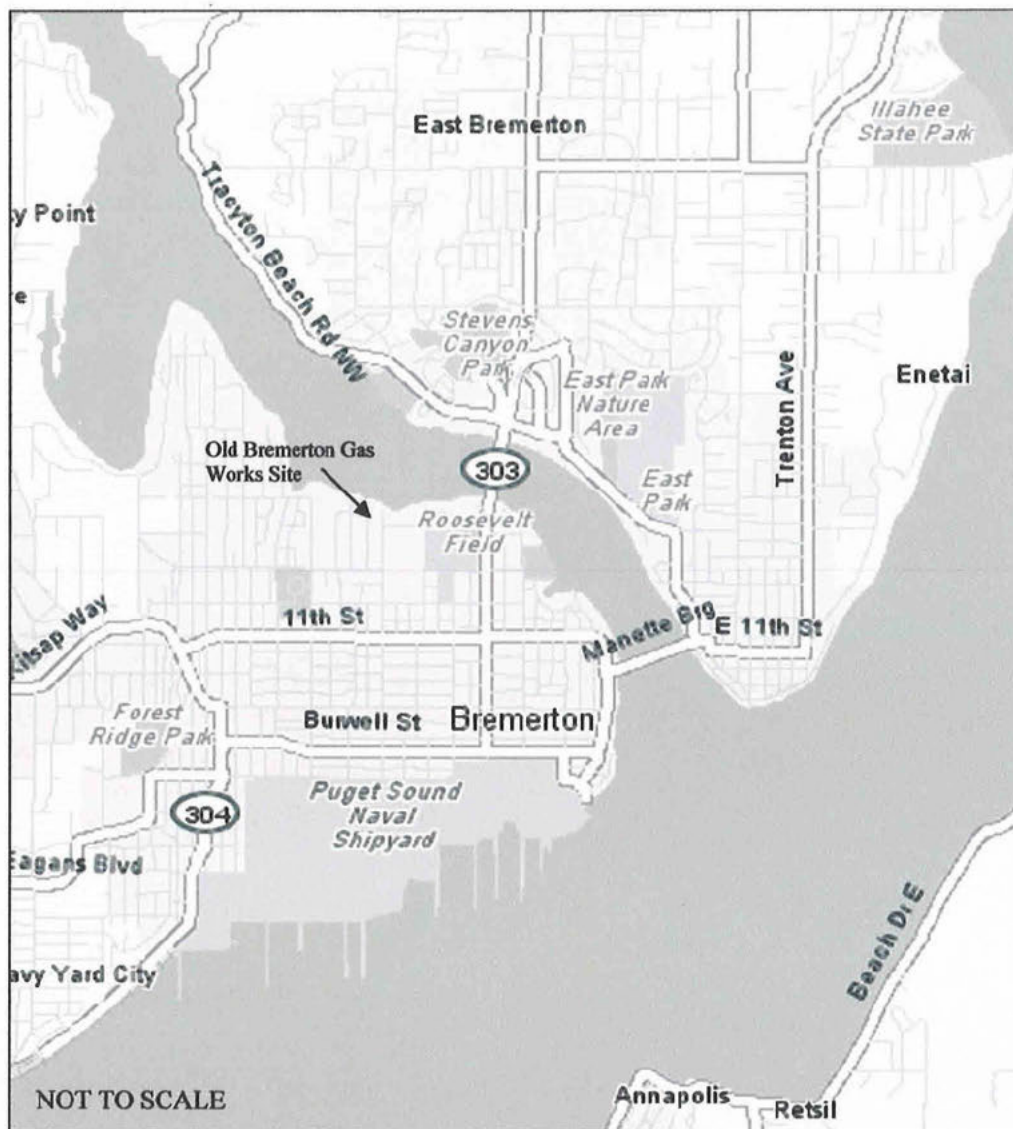 East Bremerton
Illahee
State Park
Tracyton Beach Rd NW
y Point
re
Stevens
Canyon
Park
East Park
Nature
Area
Trenton Ave
Enetai
Old Bremerton Gas
Works Site
303
East
Park
Roosevelt
Field
Kitsap Way
11th St
Manette Brg
E 11th St
Forest
Ridge Park
Burwell St
Bremerton
Puget Sound
Naval
Shipyard
304
Eagans Blvd
Beach Dr E
avy Yard City
NOT TO SCALE
Annapolis
Retsil